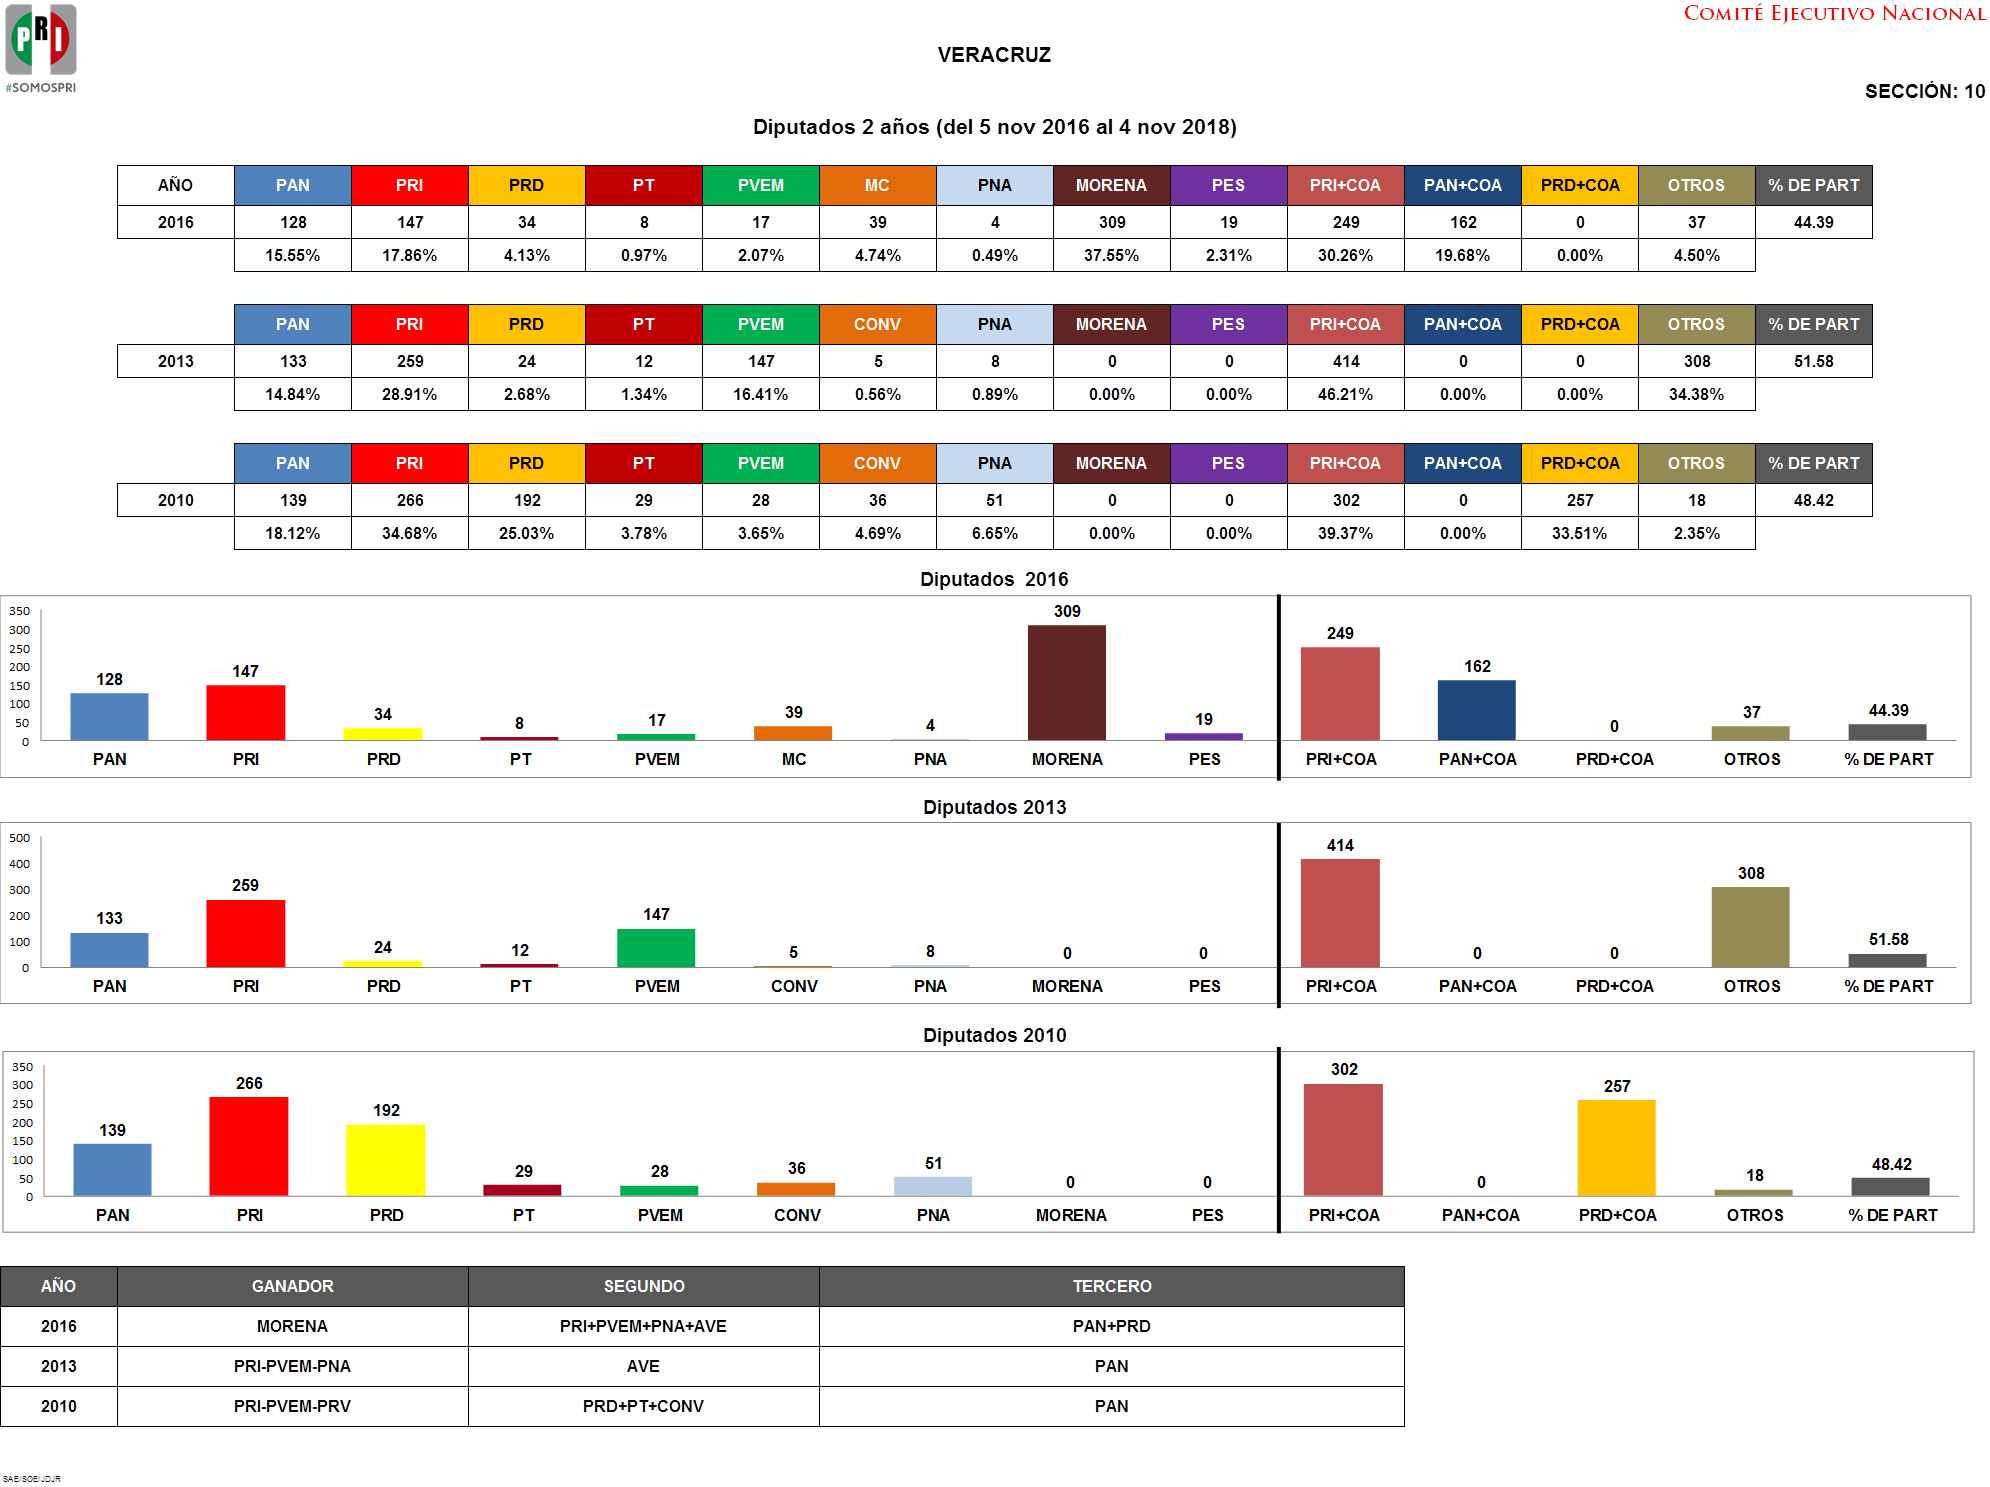 PRI
#SOMOSPRI
COMITÉ EJECUTIVO NACIONAL
VERACRUZ
SECCIÓN: 10
Diputados 2 años (del 5 nov 2016 al 4 nov 2018)
AÑO PAN PRI PRD PT PVEM MC PNA MORENA PES PRI+COA PAN+COA PRD+COA OTROS % DE PART
2016 128 147 34 8 17 39 4 309 19 249 162 0 37 44.39
15.55% 17.86% 4.13% 0.97% 2.07% 4.74% 0.49% 37.55% 2.31% 30.26% 19.68% 0.00% 4.50%
PAN PRI PRD PT PVEM CONV PNA MORENA PES PRI+COA PAN+COA PRD+COA OTROS % DE PART
2013 133 259 24 12 147 5 8 0 0 414 0 0 308 51.58
14.84% 28.91% 2.68% 1.34% 16.41% 0.56% 0.89% 0.00% 0.00% 46.21% 0.00% 0.00% 34.38%
PAN PRI PRD PT PVEM CONV PNA MORENA PES PRI+COA PAN+COA PRD+COA OTROS % DE PART
2010 139 266 192 29 28 36 51 0 0 302 0 257 18 48.42
18.12% 34.68% 25.03% 3.78% 3.65% 4.69% 6.65% 0.00% 0.00% 39.37% 0.00% 33.51% 2.35%
Diputados 2016
350
300
250
200
150
100
50
0
128 147 34 8 17 39 4 309 19 249 162 0 37 44.39
PAN PRI PRD PT PVEM MC PNA MORENA PES PRI+COA PAN+COA PRD+COA OTROS % DE PART
Diputados 2013
500
400
300
200
100
0
133 259 24 12 147 5 8 0 0 414 0 0 308 51.58
PAN PRI PRD PT PVEM CONV PNA MORENA PES PRI+COA PAN+COA PRD+COA OTROS % DE PART
Diputados 2010
350
300
250
200
150
100
50
0
139 266 192 29 28 36 51 0 0 302 0 257 18 48.42
PAN PRI PRD PT PVEM CONV PNA MORENA PES PRI+COA PAN+COA PRD+COA OTROS % DE PART
AÑO GANADOR SEGUNDO TERCERO
2016 MORENA PRI+PVEM+PNA+AVE PAN+PRD
2013 PRI-PVEM-PNA AVE PAN
2010 PRI-PVEM-PRV PRD+PT+CONV PAN
SAE/SOE/JDJR